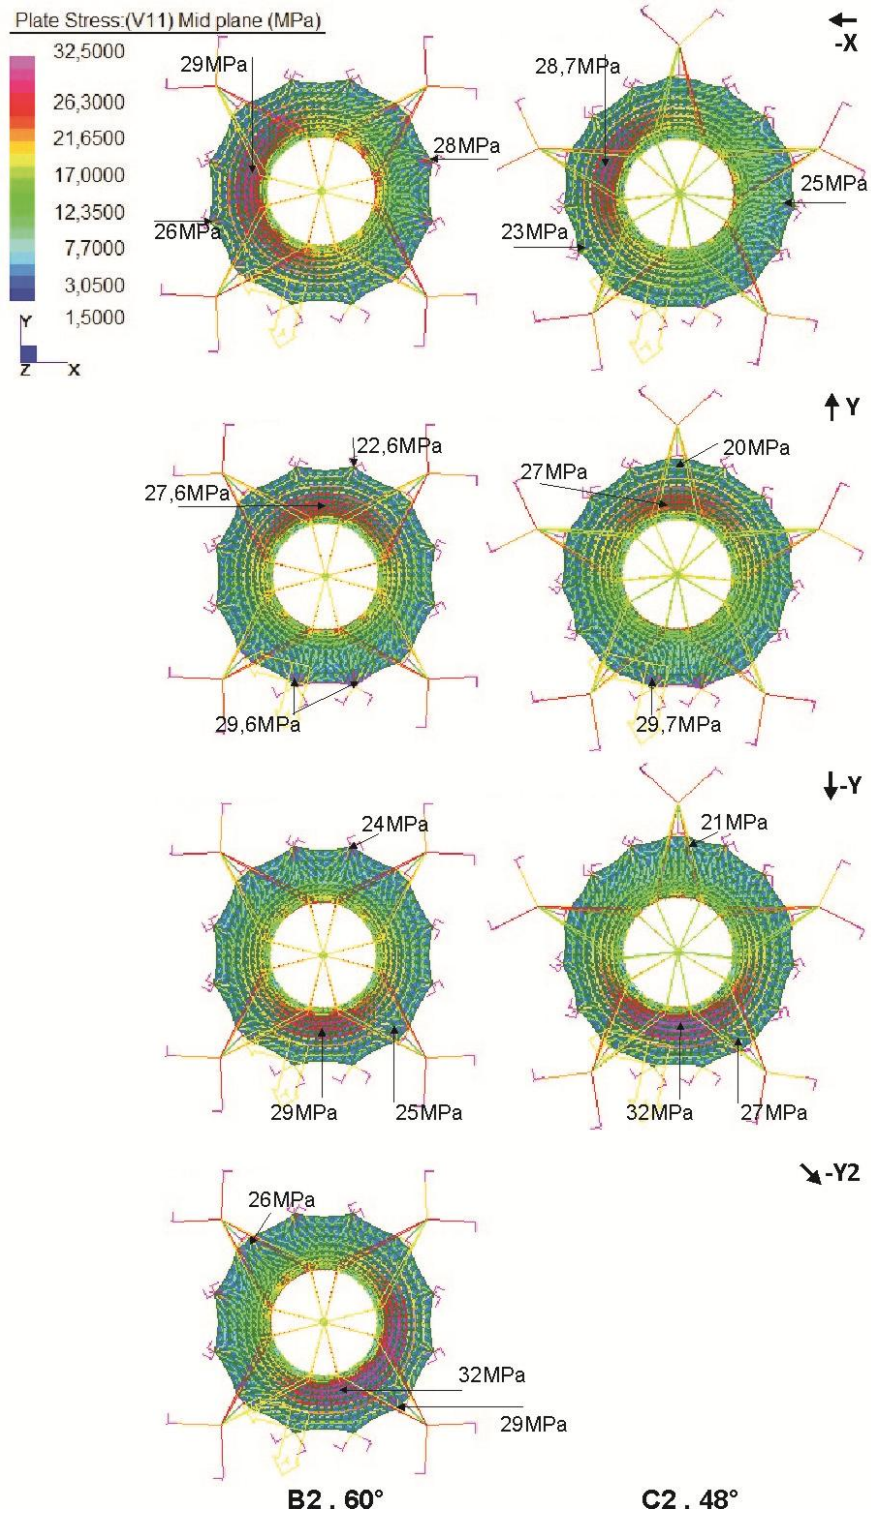 Plate Stress:(V11) Mid plane (MPa)
32,5000
26,3000
21,6500
17,0000
12,3500
7,7000
3,0500
1,5000
Y
Z X
29MPa
28MPa
26MPa
28,7MPa
25MPa
23MPa
-X
22,6MPa
27,6MPa
29,6MPa
20MPa
27MPa
29,7MPa
Y
24MPa
29MPa
25MPa
21MPa
32MPa
27MPa
-Y
26MPa
32MPa
29MPa
-Y2
B2 . 60°
C2 . 48°